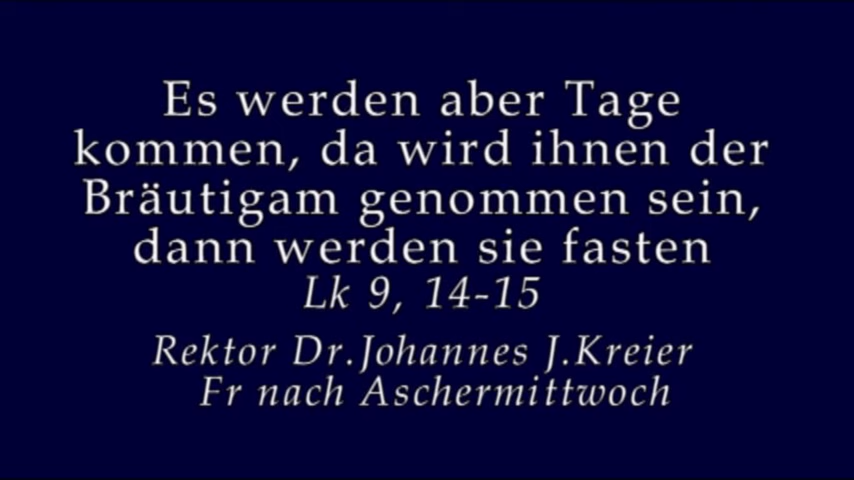 Es werden aber Tage
kommen, da wird ihnen der
Bräutigam genommen sein,
dann werden sie fasten
Lk 9, 14-15
Rektor Dr.Johannes J.Kreier
Fr nach Aschermittwoch